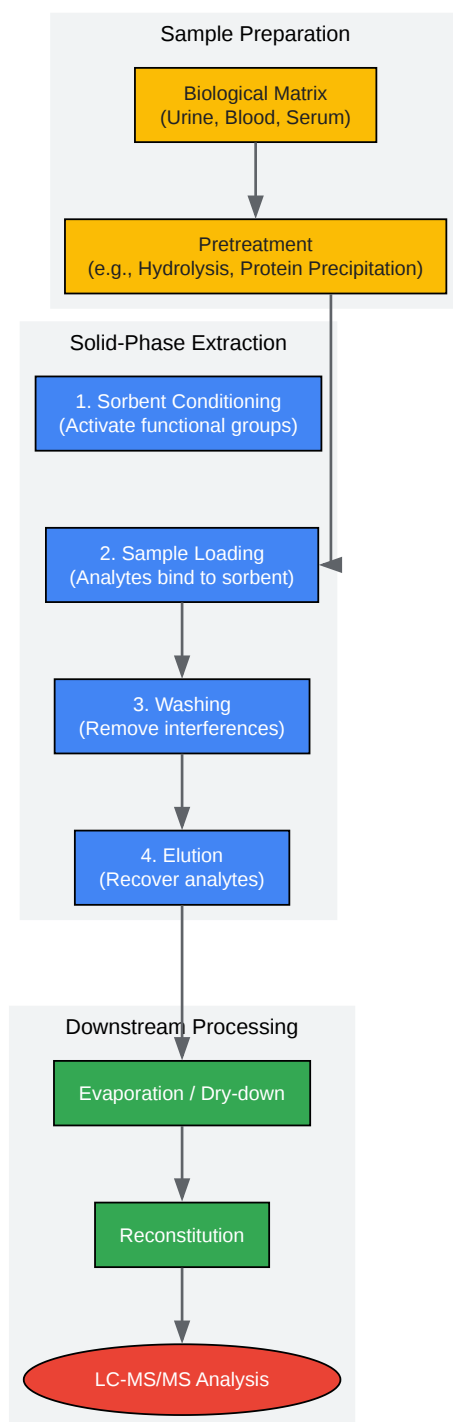 Sample Preparation
Biological Matrix
(Urine, Blood, Serum)
Pretreatment
(e.g., Hydrolysis, Protein Precipitation)
Solid-Phase Extraction
1. Sorbent Conditioning
(Activate functional groups)
2. Sample Loading
(Analytes bind to sorbent)
3. Washing
(Remove interferences)
4. Elution
(Recover analytes)
Downstream Processing
Evaporation / Dry-down
Reconstitution
LC-MS/MS Analysis